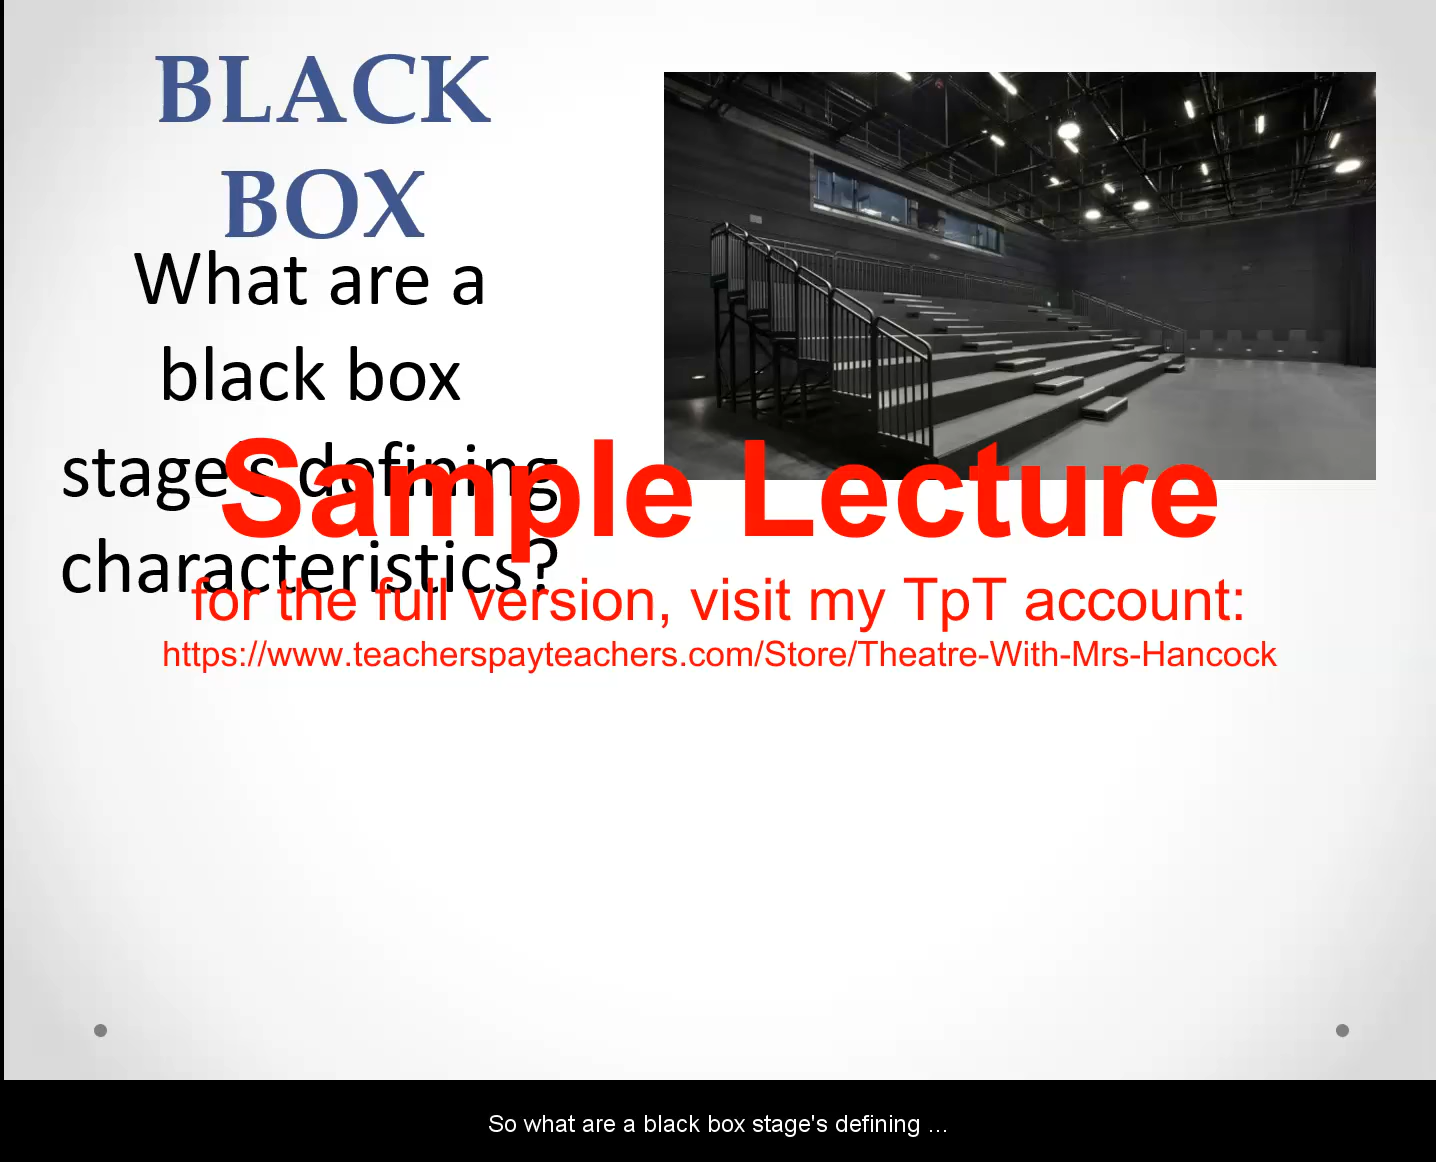 BLACK
BOX
What are a
black box
stage's defining
characteristics?
Sample Lecture
for the full version, visit my TpT account:
https://www.teacherspayteachers.com/Store/Theatre-With-Mrs-Hancock
So what are a black box stage's defining ...